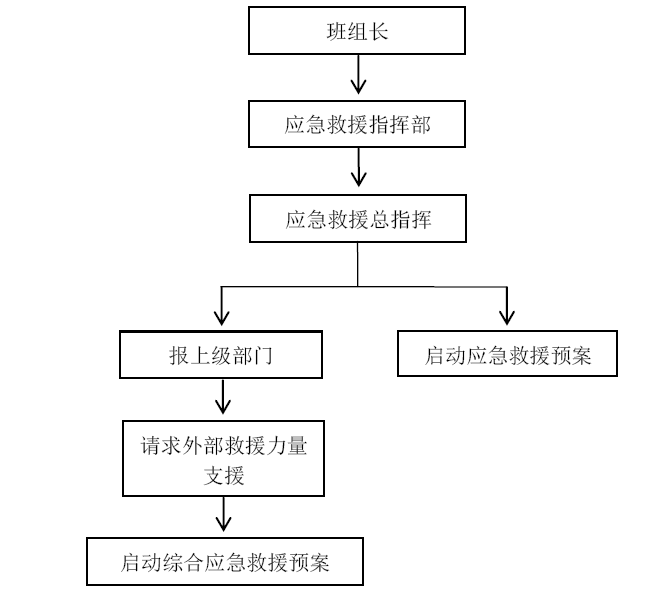 班组长
应急救援指挥部
应急救援总指挥
报上级部门
启动应急救援预案
请求外部救援力量
支援
启动综合应急救援预案